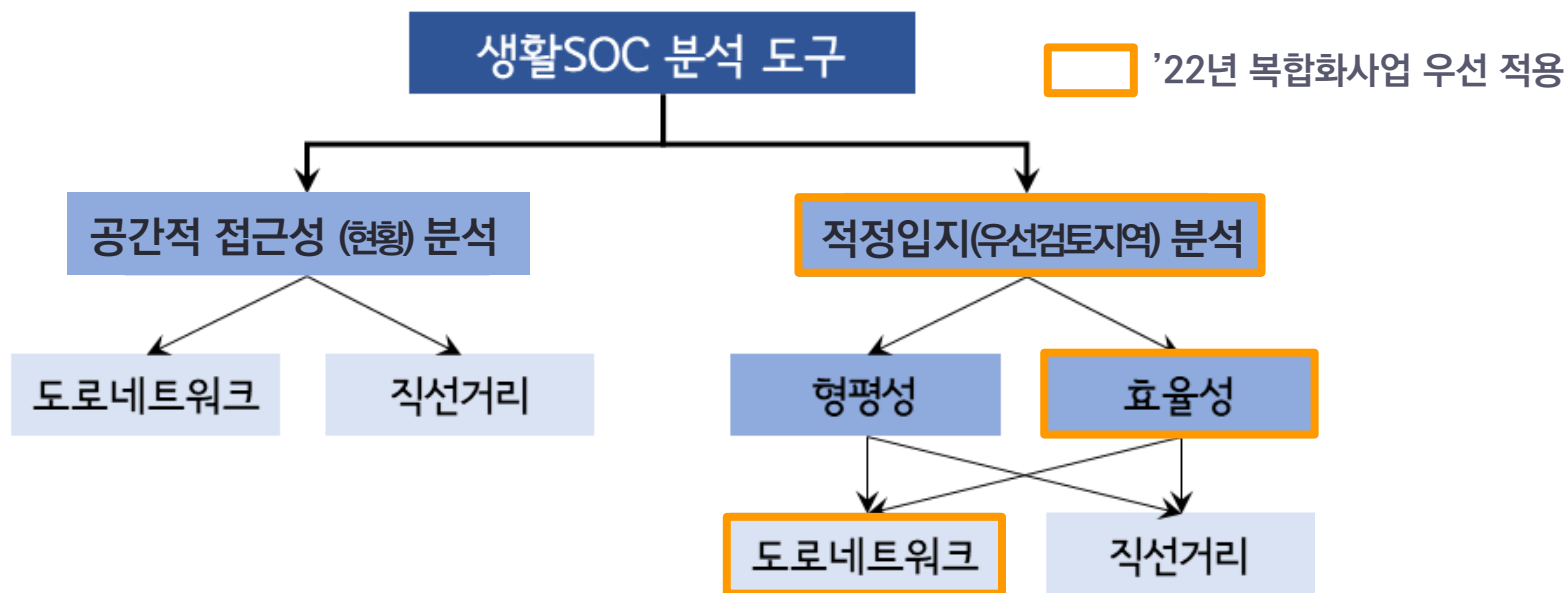 생활SOC 분석 도구
’22년 복합화사업 우선 적용
공간적 접근성 (현황) 분석
적정입지(우선검토지역) 분석
도로네트워크
직선거리
형평성
효율성
도로네트워크
직선거리